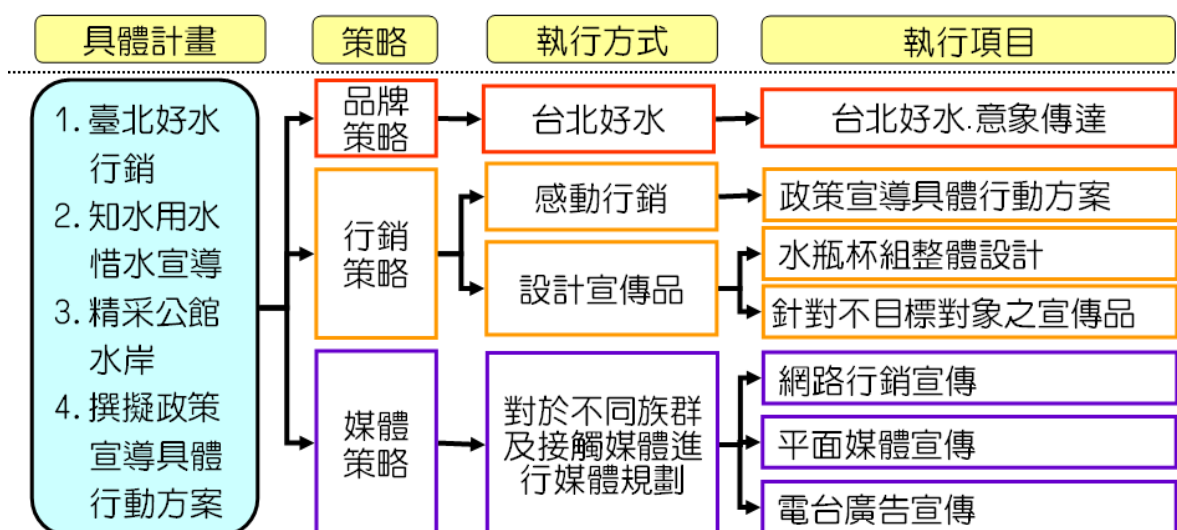 具體計畫
策略
執行方式
執行項目
1. 臺北好水
行銷
2. 知水用水
惜水宣導
3. 精采公館
水岸
4. 撰擬政策
宣導具體
行動方案
品牌
策略
台北好水
台北好水.意象傳達
行銷
策略
感動行銷
政策宣導具體行動方案
設計宣傳品
水瓶杯組整體設計
針對不目標對象之宣傳品
媒體
策略
對於不同族群
及接觸媒體進
行媒體規劃
網路行銷宣傳
平面媒體宣傳
電台廣告宣傳